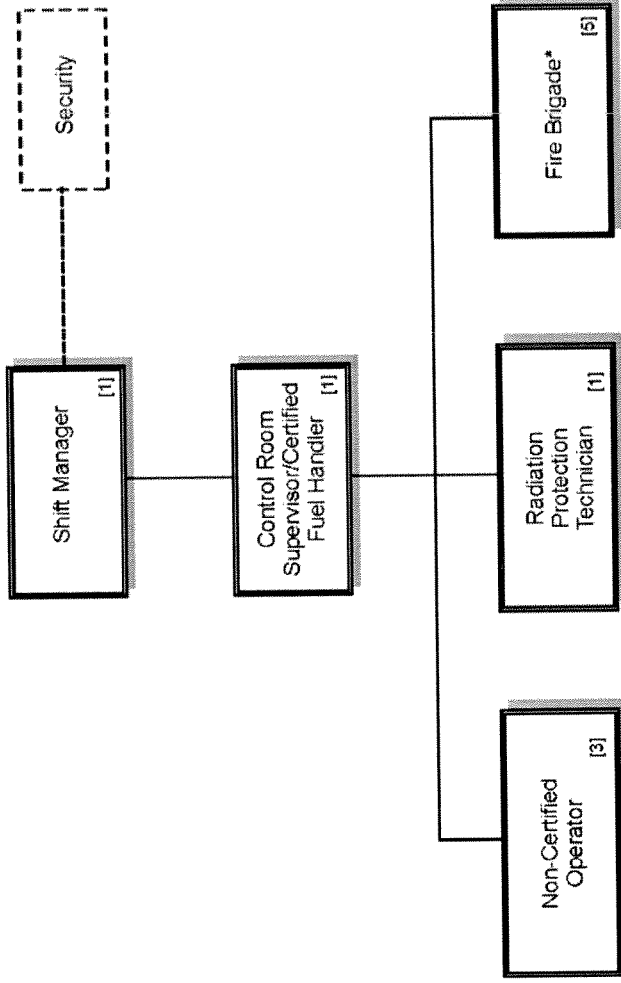 Security
Shift Manager
[1]
Control Room
Supervisor/Certified
Fuel Handler
[1]
Non-Certified
Operator
[3]
Radiation
Protection
Technician
[1]
Fire Brigade*
[5]